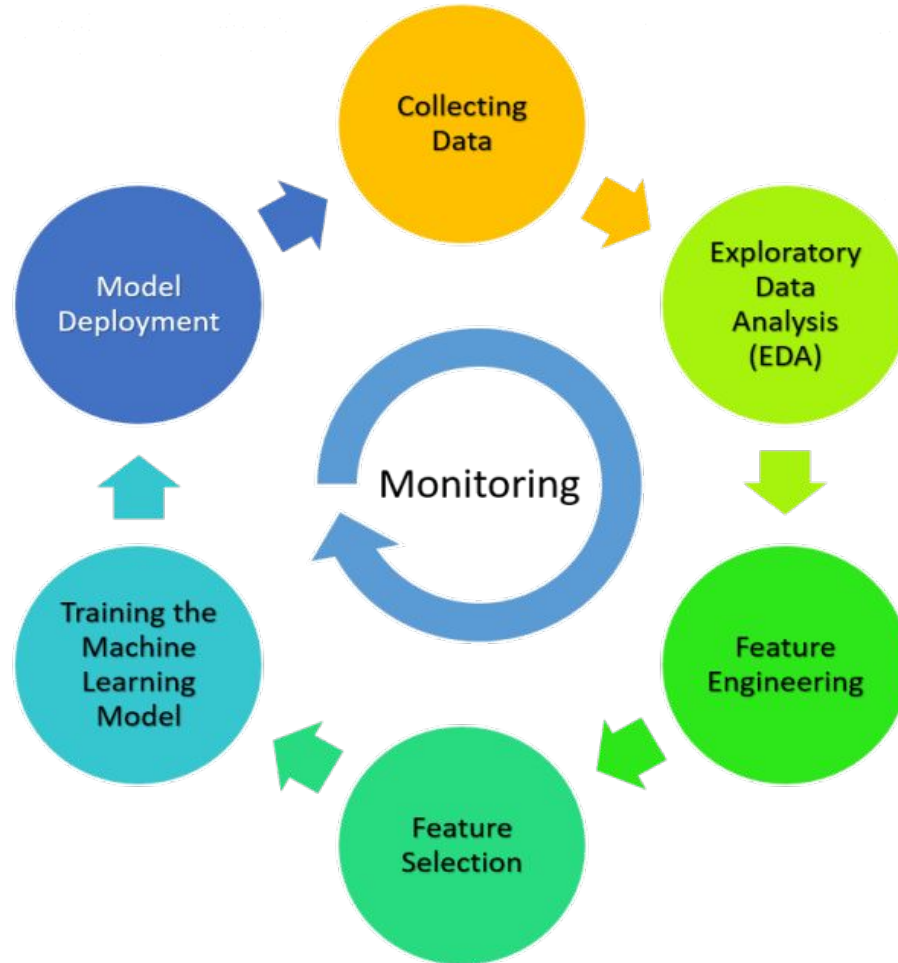 Collecting
Data
Exploratory
Data
Analysis
(EDA)
Feature
Engineering
Feature
Selection
Training the
Machine
Learning
Model
Model
Deployment
Monitoring